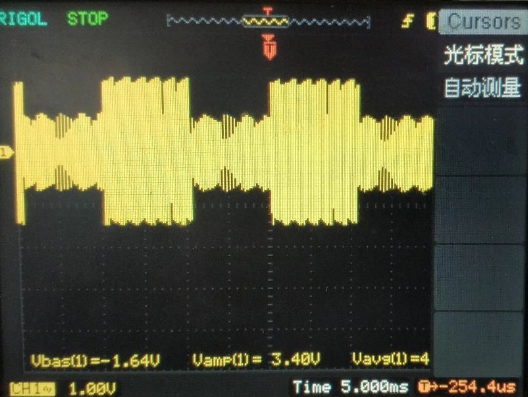 RIGOL STOP
Cursors
光标模式
自动测量
T
1
Vbas(1)=-1.64V Vamp(1)= 3.40V Vavg(1)=4
CH1~ 1.00V Time 5.000ms T→-254.4us